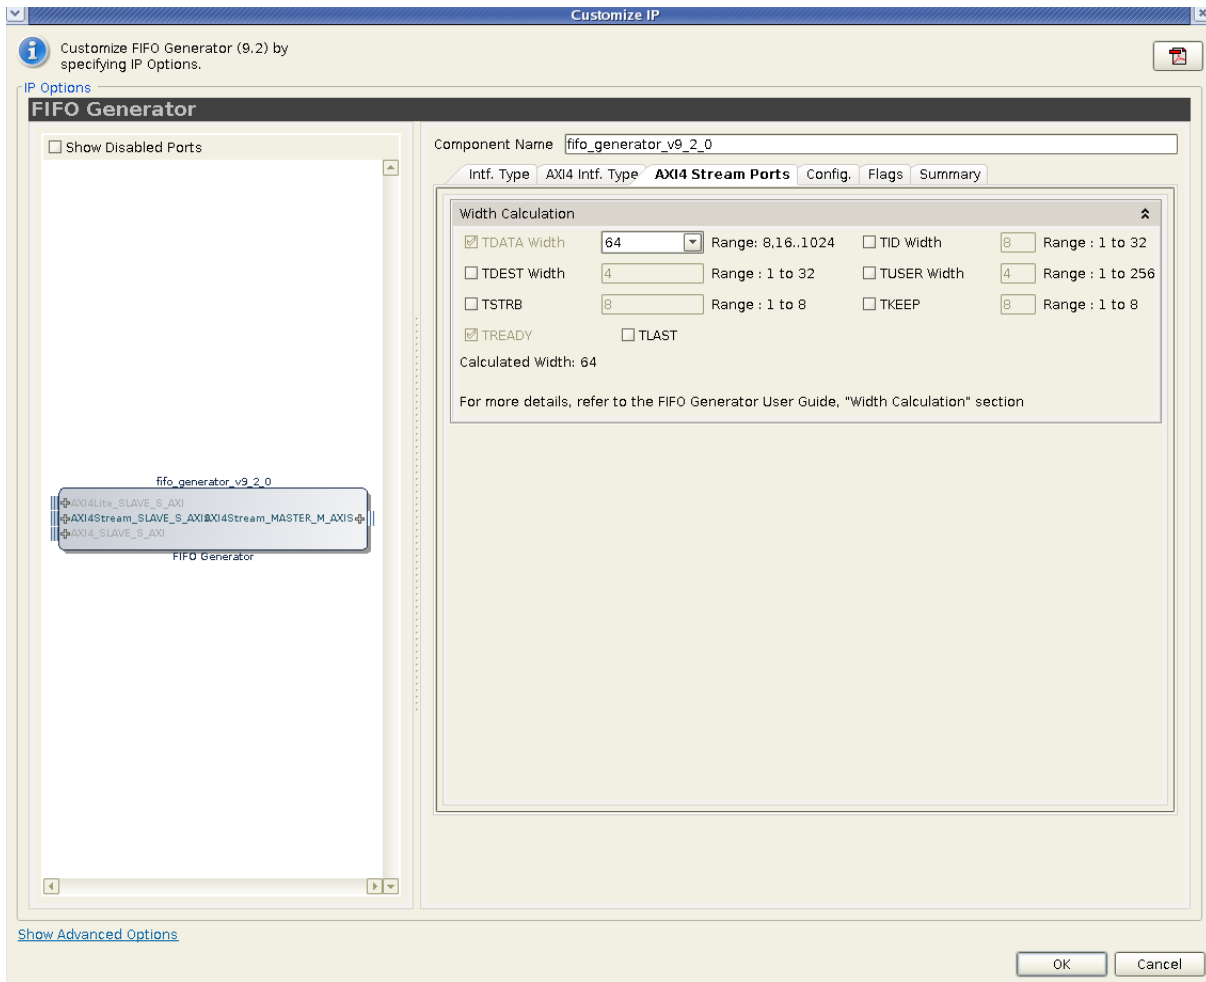 Customize IP
Customize FIFO Generator (9.2) by
specifying IP Options.
IP Options
FIFO Generator
Show Disabled Ports
fifo_generator_v9_2_0
AXI4Lite_SLAVE_S_AXI
AXI4Stream_SLAVE_S_AXIS AXI4Stream_MASTER_M_AXIS
AXI4_SLAVE_S_AXI
FIFO Generator
Component Name fifo_generator_v9_2_0
Intf. Type AXI4 Intf. Type AXI4 Stream Ports Config. Flags Summary
Width Calculation
TDATA Width 64 Range: 8,16..1024 TID Width 8 Range : 1 to 32
TDEST Width 4 Range : 1 to 32 TUSER Width 4 Range : 1 to 256
TSTRB 8 Range : 1 to 8 TKEEP 8 Range : 1 to 8
TREADY TLAST
Calculated Width: 64
For more details, refer to the FIFO Generator User Guide, "Width Calculation" section
Show Advanced Options
OK Cancel